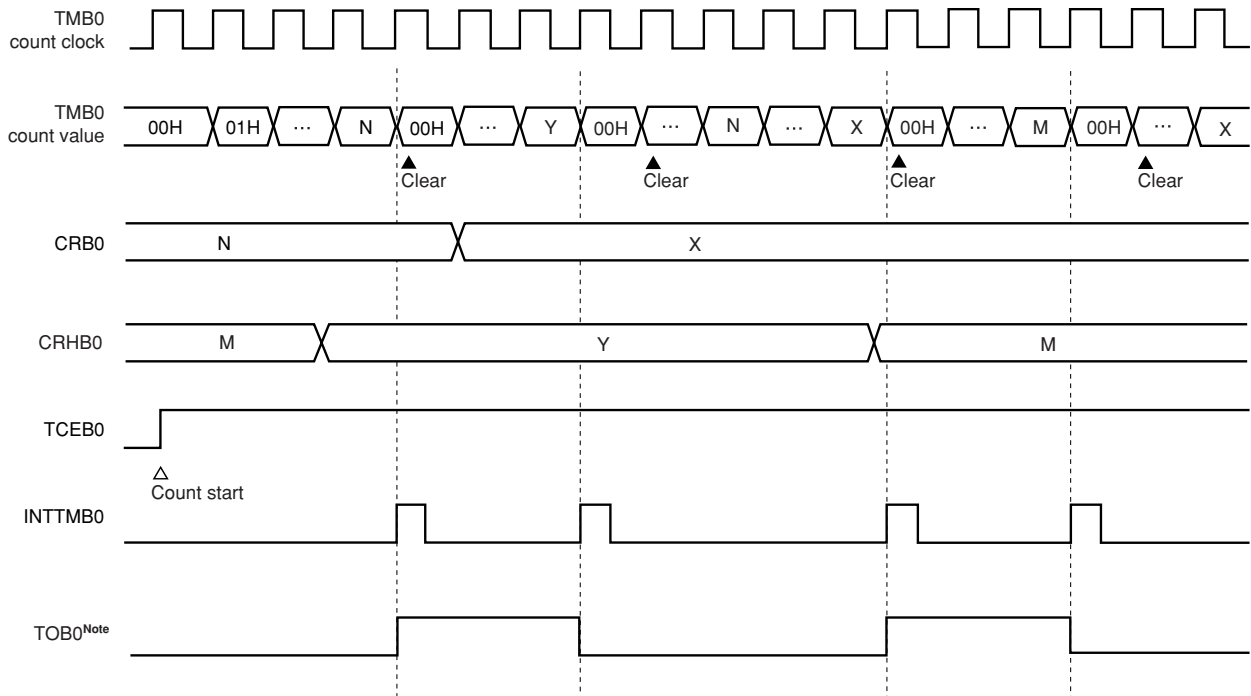 TMB0
count clock
TMB0
count value
00H 01H ... N 00H ... Y 00H ... N ... X 00H ... M 00H ... X
Clear Clear Clear Clear
CRB0 N X
CRHB0 M Y M
TCEB0
Count start
INTTMB0
TOB0Note